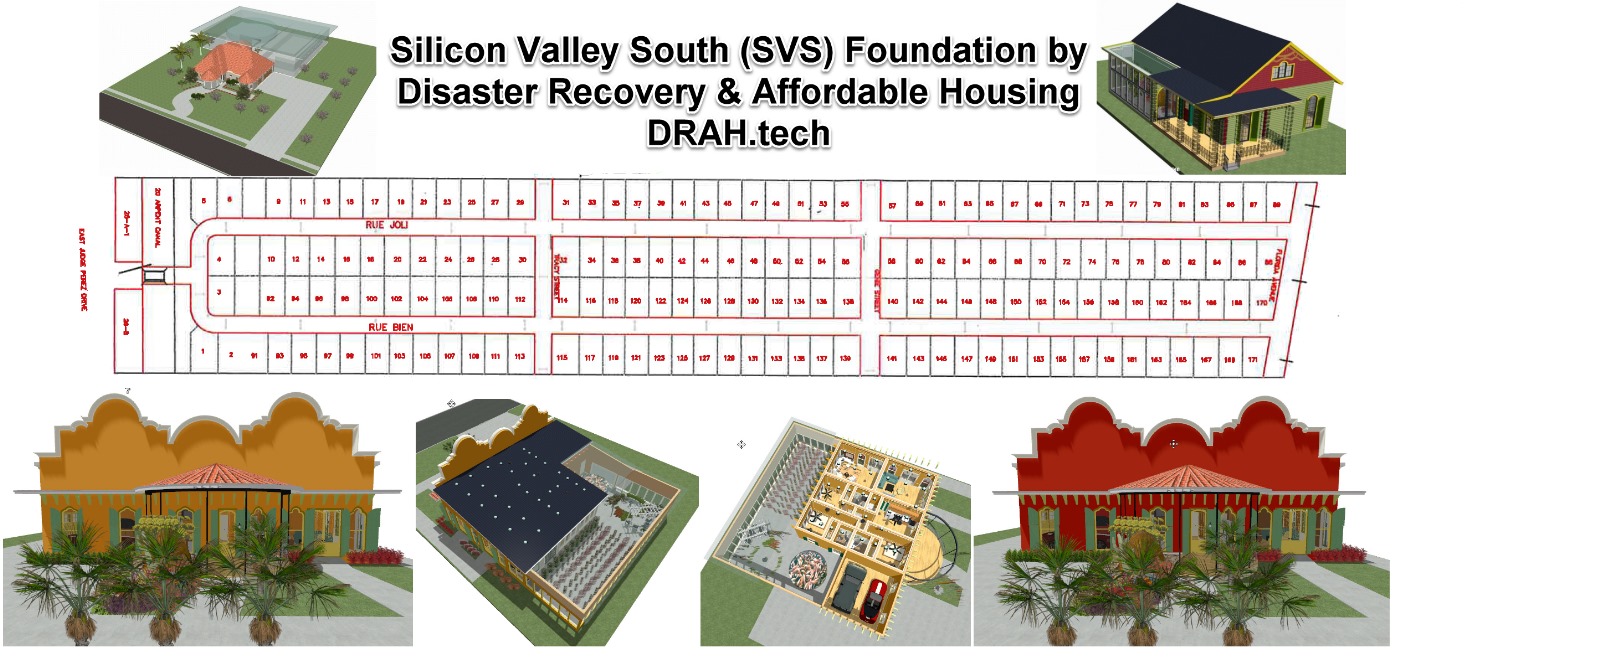 Silicon Valley South (SVS) Foundation by
Disaster Recovery & Affordable Housing
DRAH.tech
EAST JUDGE PEREZ DRIVE
20 ARPENT CANAL
5 6 9 11 13 15 17 19 21 23 25 27 29 31 33 35 37 39 41 43 45 47 49 51 53 55 57 59 61 63 65 67 69 71 73 75 77 79 81 83 85 87 89
RUE JOLI
4 10 12 14 16 18 20 22 24 26 28 30 32 34 36 38 40 42 44 46 48 50 52 54 56 58 60 62 64 66 68 70 72 74 76 78 80 82 84 86 88
TRACY STREET
STREET
FLORIDA AVENUE
3 92 94 96 98 100 102 104 106 108 110 112 114 116 118 120 122 124 126 128 130 132 134 136 138 140 142 144 146 148 150 152 154 156 158 160 162 164 166 168 170
RUE BIEN
1 2 91 93 95 97 99 101 103 105 107 109 111 113 115 117 119 121 123 125 127 129 131 133 135 137 139 141 143 145 147 149 151 153 155 157 159 161 163 165 167 169 171